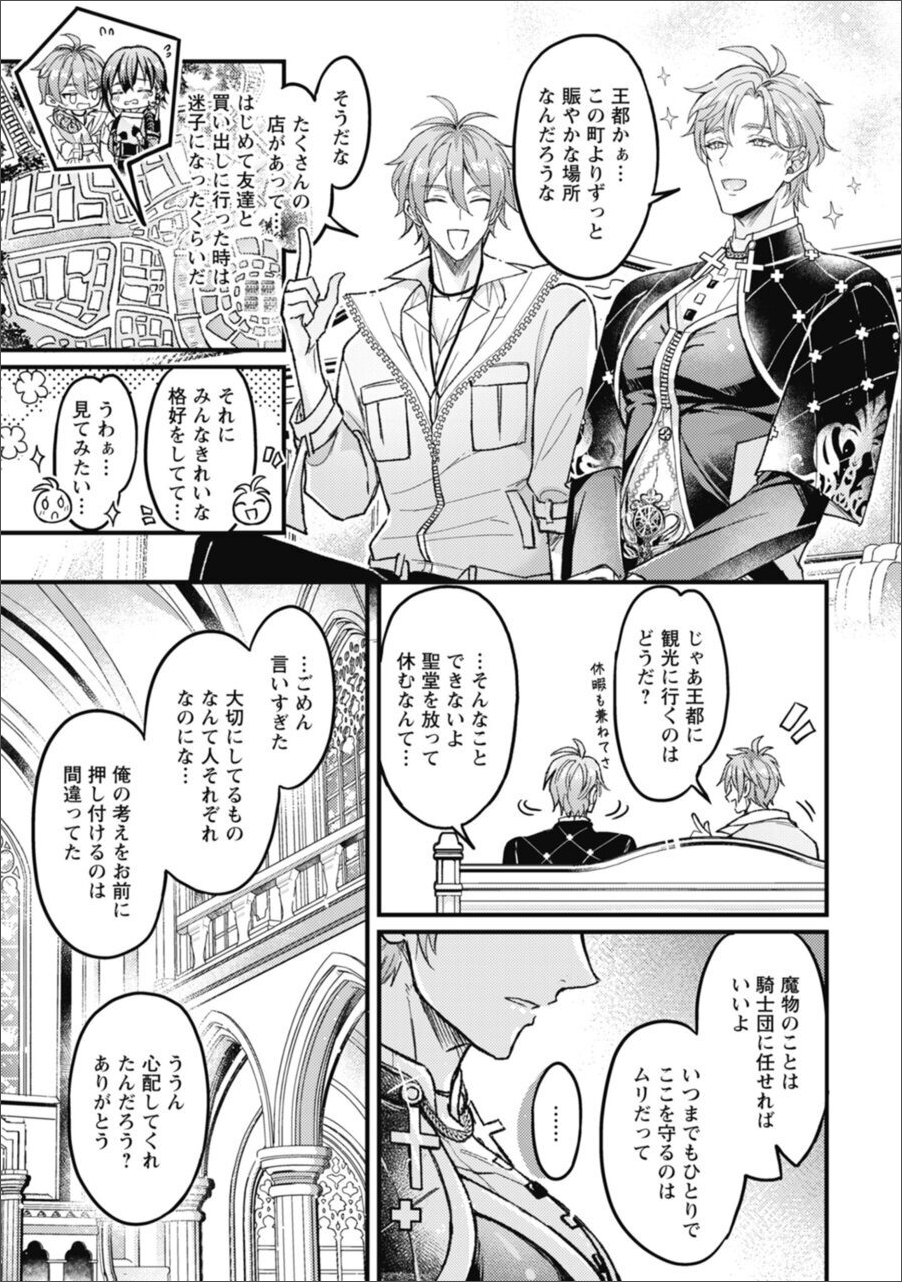 王都かぁ…
この町よりずっと
賑やかな場所
なんだろうな
そうだな
たくさんの
店があって…
はじめて友達と
買い出しに行った時は
迷子になったくらいだ
それに
みんなきれいな
格好をしてて…
うわぁ…
見てみたい…
じゃあ王都に
観光に行くのは
どうだ?
休暇も兼ねてさ
…そんなこと
できないよ
聖堂を放って
休むなんて…
魔物のことは
騎士団に任せれば
いいよ
いつまでもひとりで
ここを守るのは
ムリだって
……
…ごめん
言いすぎた
大切にしてるもの
なんて人それぞれ
なのにな…
俺の考えをお前に
押し付けるのは
間違ってた
ううん
心配してくれ
たんだろう?
ありがとう